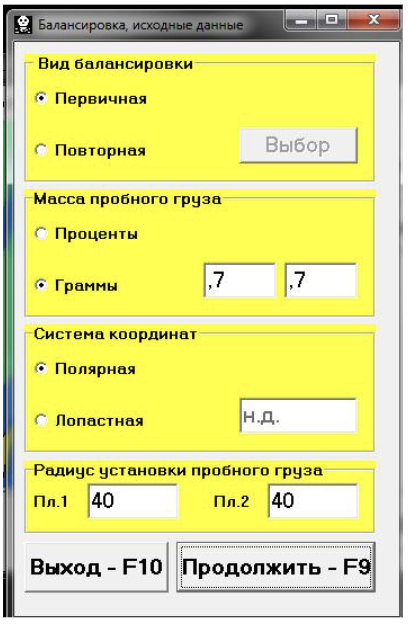 Балансировка, исходные данные
Вид балансировки
Первичная
Повторная Выбор
Масса пробного груза
Проценты
Граммы ,7 ,7
Система координат
Полярная
Лопастная н.д.
Радиус установки пробного груза
Пл.1 40 Пл.2 40
Выход - F10 Продолжить - F9